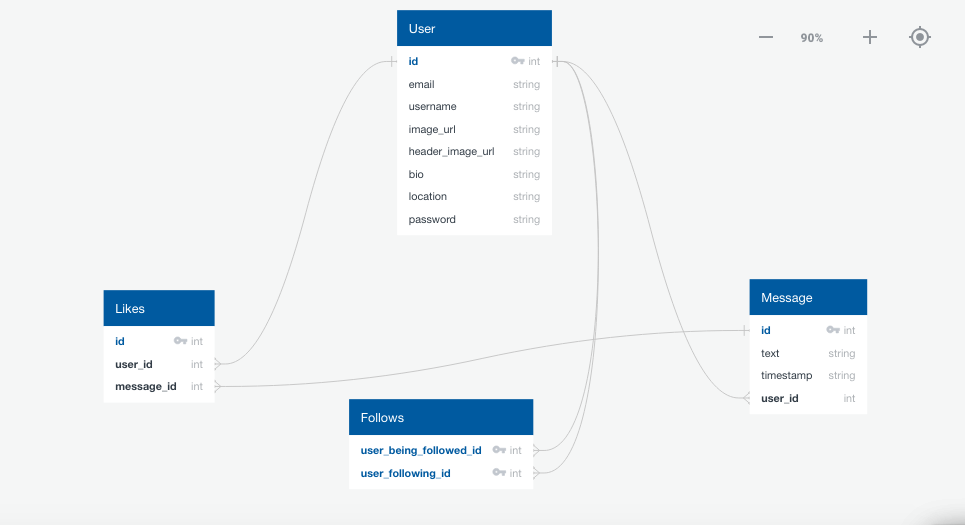 User
90%
id int
email string
username string
image_url string
header_image_url string
bio string
location string
password string
Likes
id int
user_id int
message_id int
Message
id int
text string
timestamp string
user_id int
Follows
user_being_followed_id int
user_following_id int